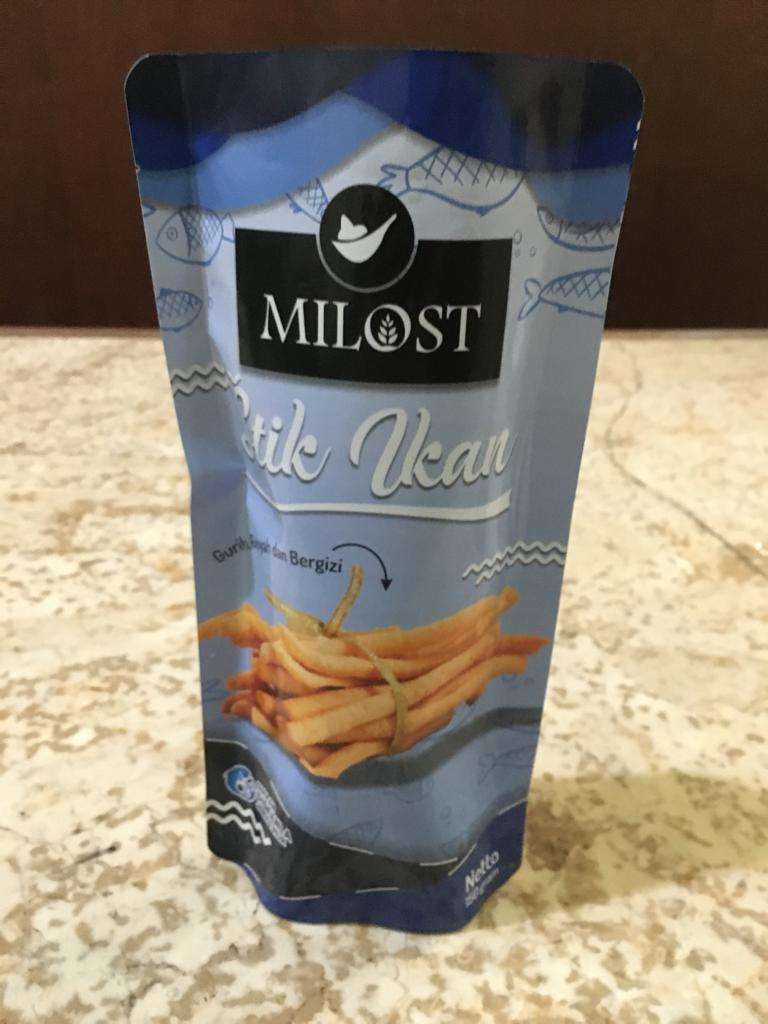 MILOST
Stik Ikan
Gurih, Renyah dan Bergizi
Netto